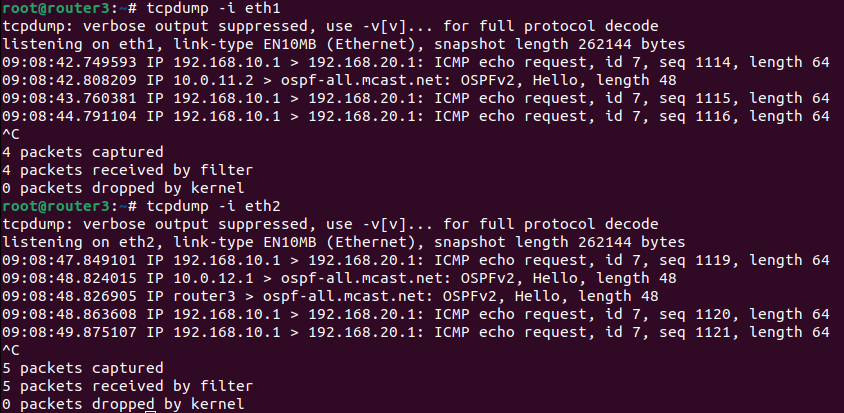 root@router3:~# tcpdump -i eth1
tcpdump: verbose output suppressed, use -v[v]... for full protocol decode
listening on eth1, link-type EN10MB (Ethernet), snapshot length 262144 bytes
09:08:42.749593 IP 192.168.10.1 > 192.168.20.1: ICMP echo request, id 7, seq 1114, length 64
09:08:42.808209 IP 10.0.11.2 > ospf-all.mcast.net: OSPFv2, Hello, length 48
09:08:43.760381 IP 192.168.10.1 > 192.168.20.1: ICMP echo request, id 7, seq 1115, length 64
09:08:44.791104 IP 192.168.10.1 > 192.168.20.1: ICMP echo request, id 7, seq 1116, length 64
^C
4 packets captured
4 packets received by filter
0 packets dropped by kernel
root@router3:~# tcpdump -i eth2
tcpdump: verbose output suppressed, use -v[v]... for full protocol decode
listening on eth2, link-type EN10MB (Ethernet), snapshot length 262144 bytes
09:08:47.849101 IP 192.168.10.1 > 192.168.20.1: ICMP echo request, id 7, seq 1119, length 64
09:08:48.824015 IP 10.0.12.1 > ospf-all.mcast.net: OSPFv2, Hello, length 48
09:08:48.826905 IP router3 > ospf-all.mcast.net: OSPFv2, Hello, length 48
09:08:48.863608 IP 192.168.10.1 > 192.168.20.1: ICMP echo request, id 7, seq 1120, length 64
09:08:49.875107 IP 192.168.10.1 > 192.168.20.1: ICMP echo request, id 7, seq 1121, length 64
^C
5 packets captured
5 packets received by filter
0 packets dropped by kernel